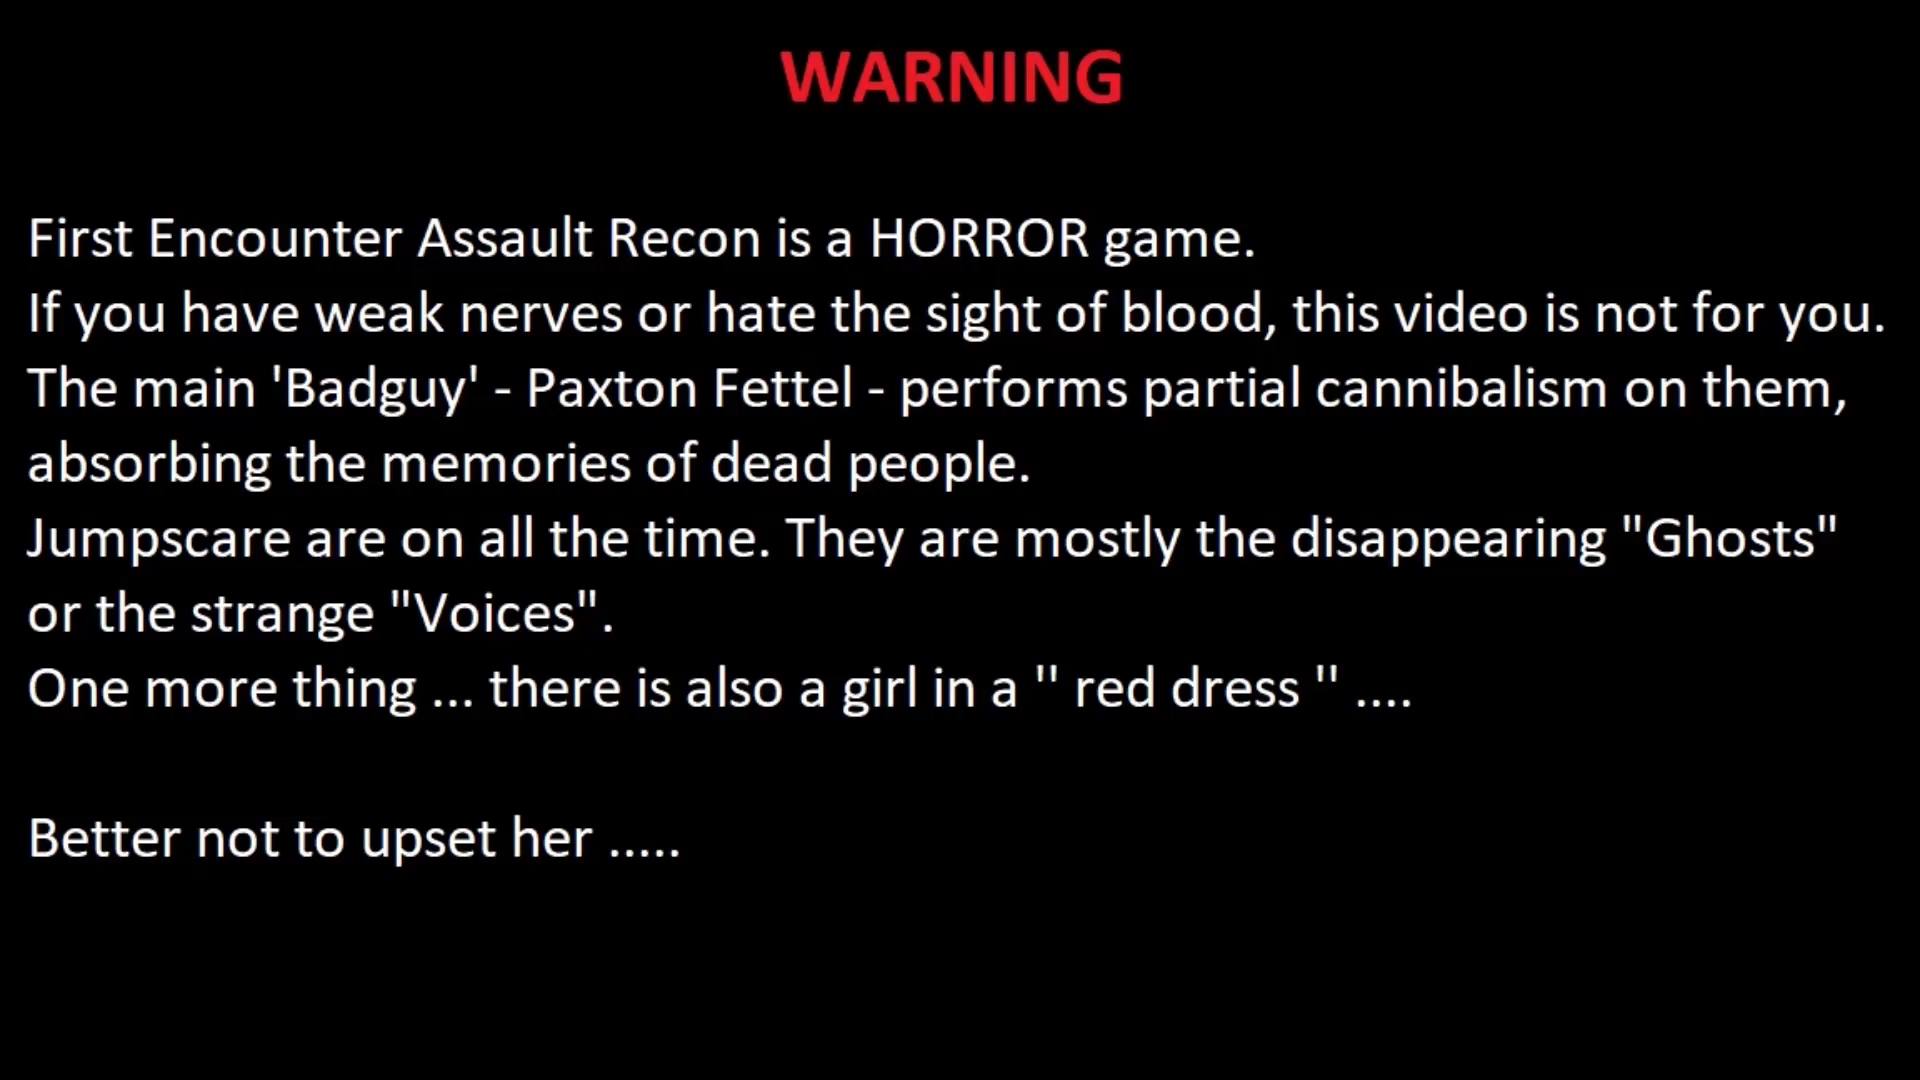 WARNING
First Encounter Assault Recon is a HORROR game.
If you have weak nerves or hate the sight of blood, this video is not for you.
The main 'Badguy' - Paxton Fettel - performs partial cannibalism on them,
absorbing the memories of dead people.
Jumpscare are on all the time. They are mostly the disappearing "Ghosts"
or the strange "Voices".
One more thing ... there is also a girl in a " red dress " ....
Better not to upset her .....